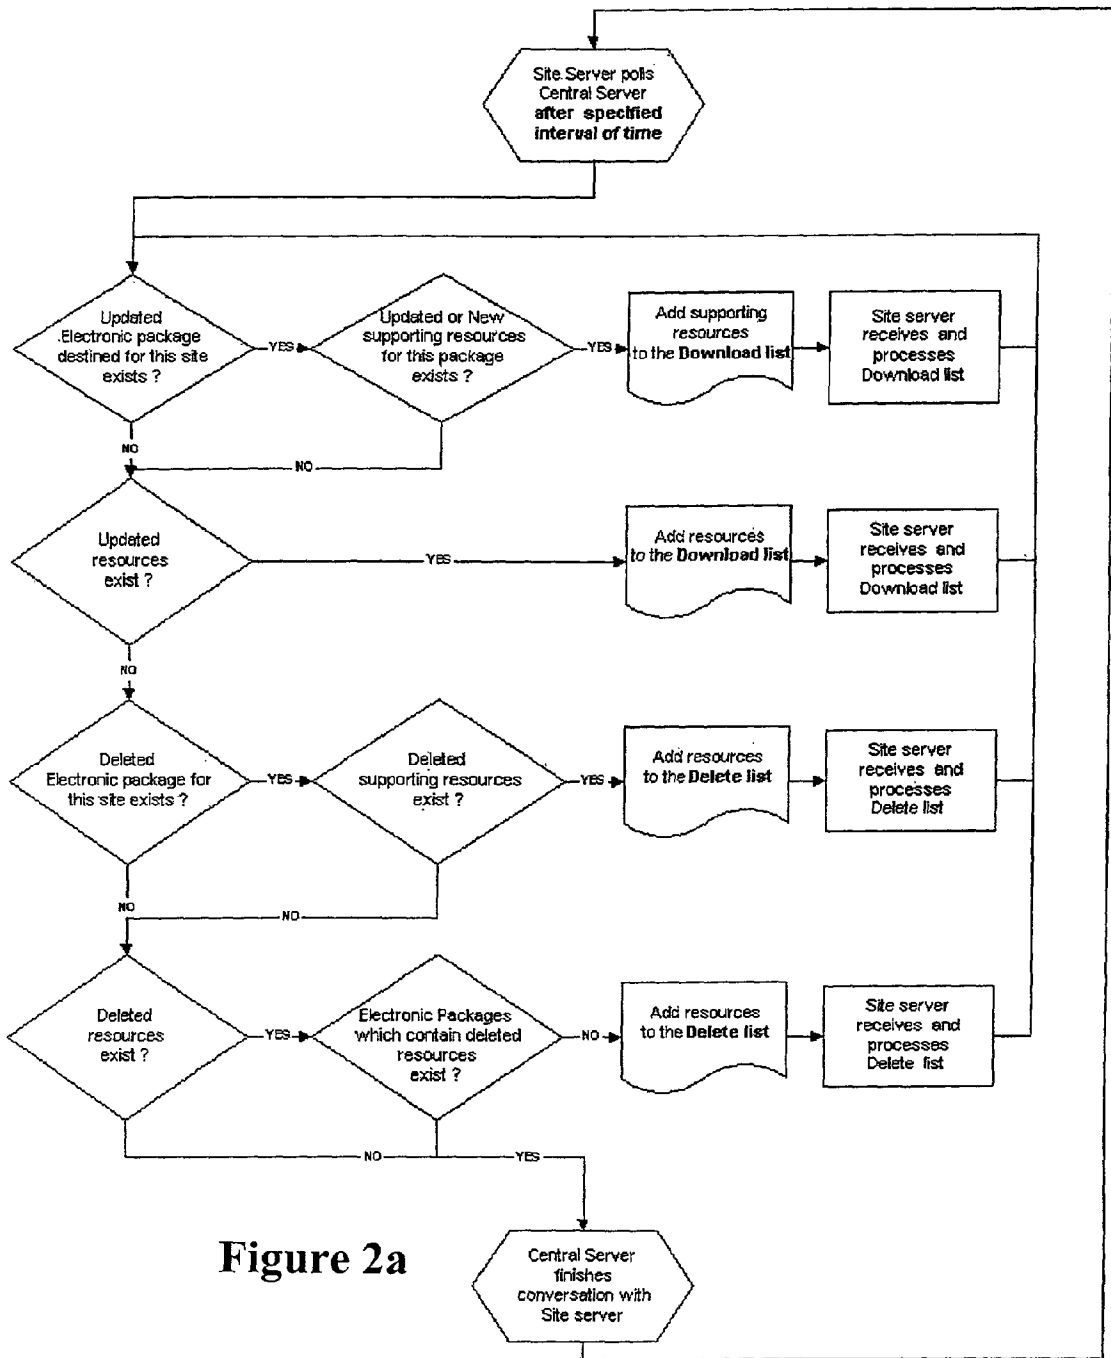 Site Server polls
Central Server
after specified
interval of time
Updated
Electronic package
destined for this site
exists ?
YES
Updated or New
supporting resources
for this package
exists ?
YES
Add supporting
resources
to the Download list
Site server
receives and
processes
Download list
NO
NO
Updated
resources
exist ?
YES
Add resources
to the Download list
Site server
receives and
processes
Download list
NO
Deleted
Electronic package for
this site exists ?
YES
Deleted
supporting resources
exist ?
YES
Add resources
to the Delete list
Site server
receives and
processes
Delete list
NO
NO
Deleted
resources
exist ?
YES
Electronic Packages
which contain deleted
resources
exist ?
NO
Add resources
to the Delete list
Site server
receives and
processes
Delete list
NO
YES
Figure 2a
Central Server
finishes
conversation with
Site server